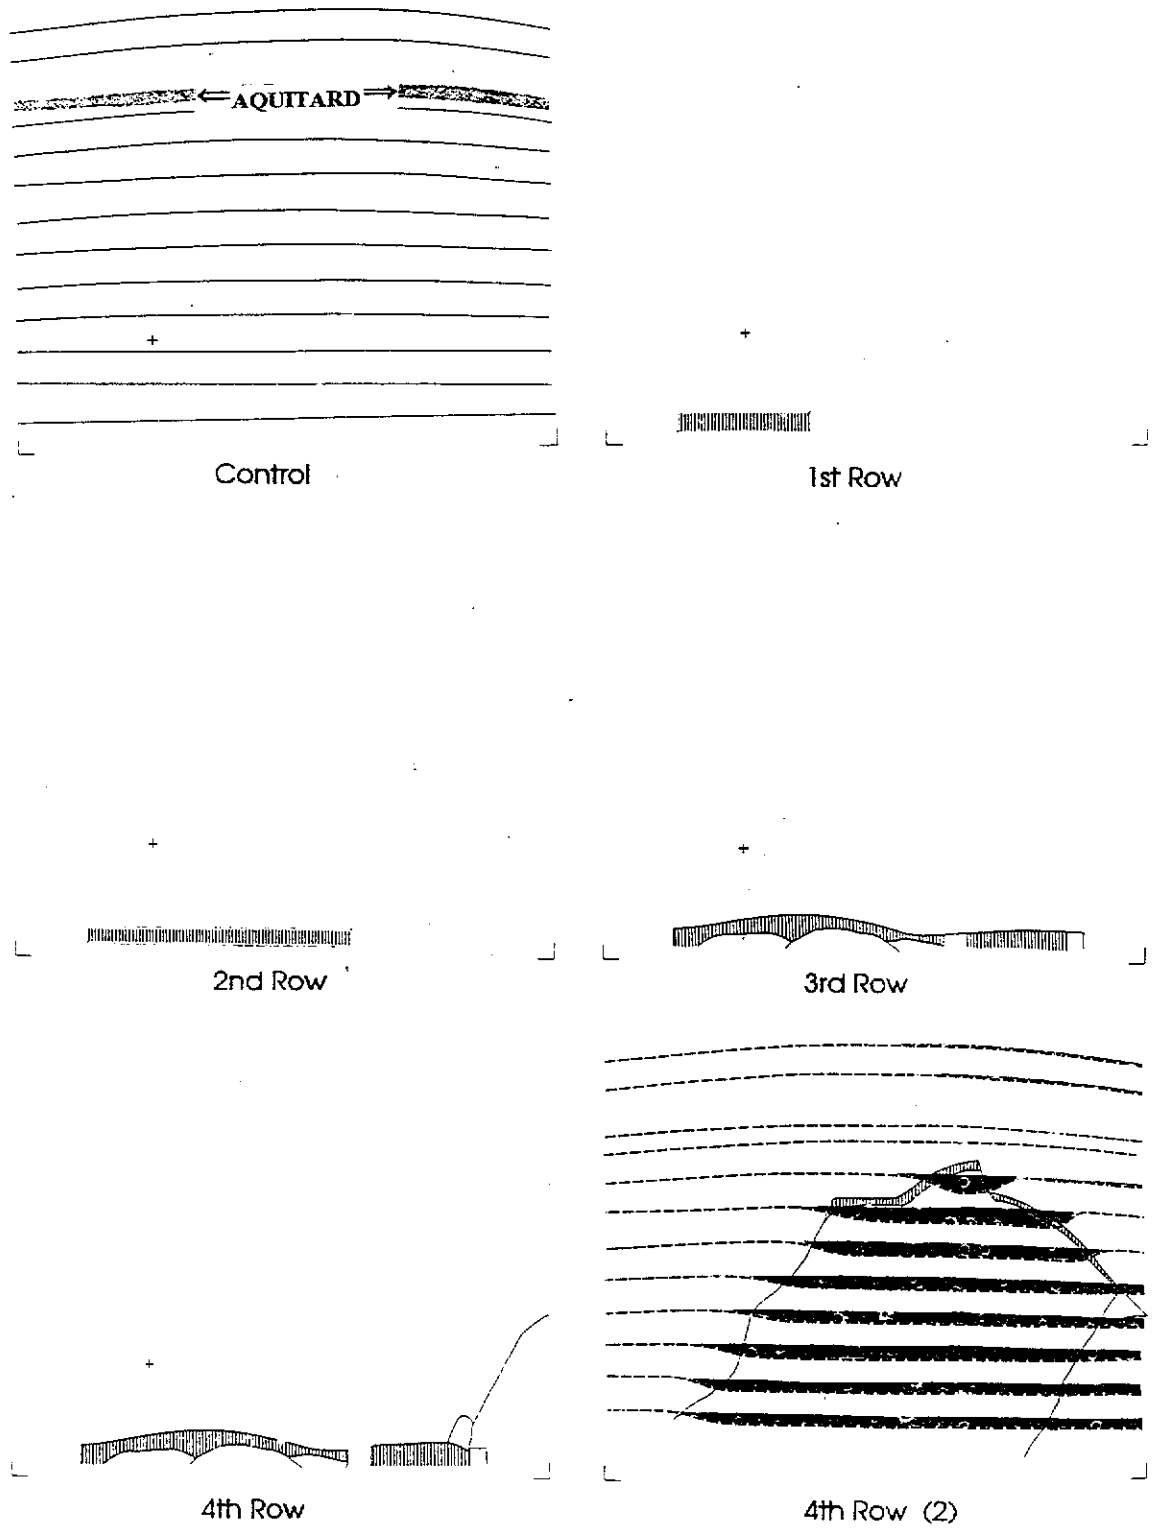 ⇐ AQUITARD ⇒
Control
1st Row
2nd Row
3rd Row
4th Row
4th Row (2)